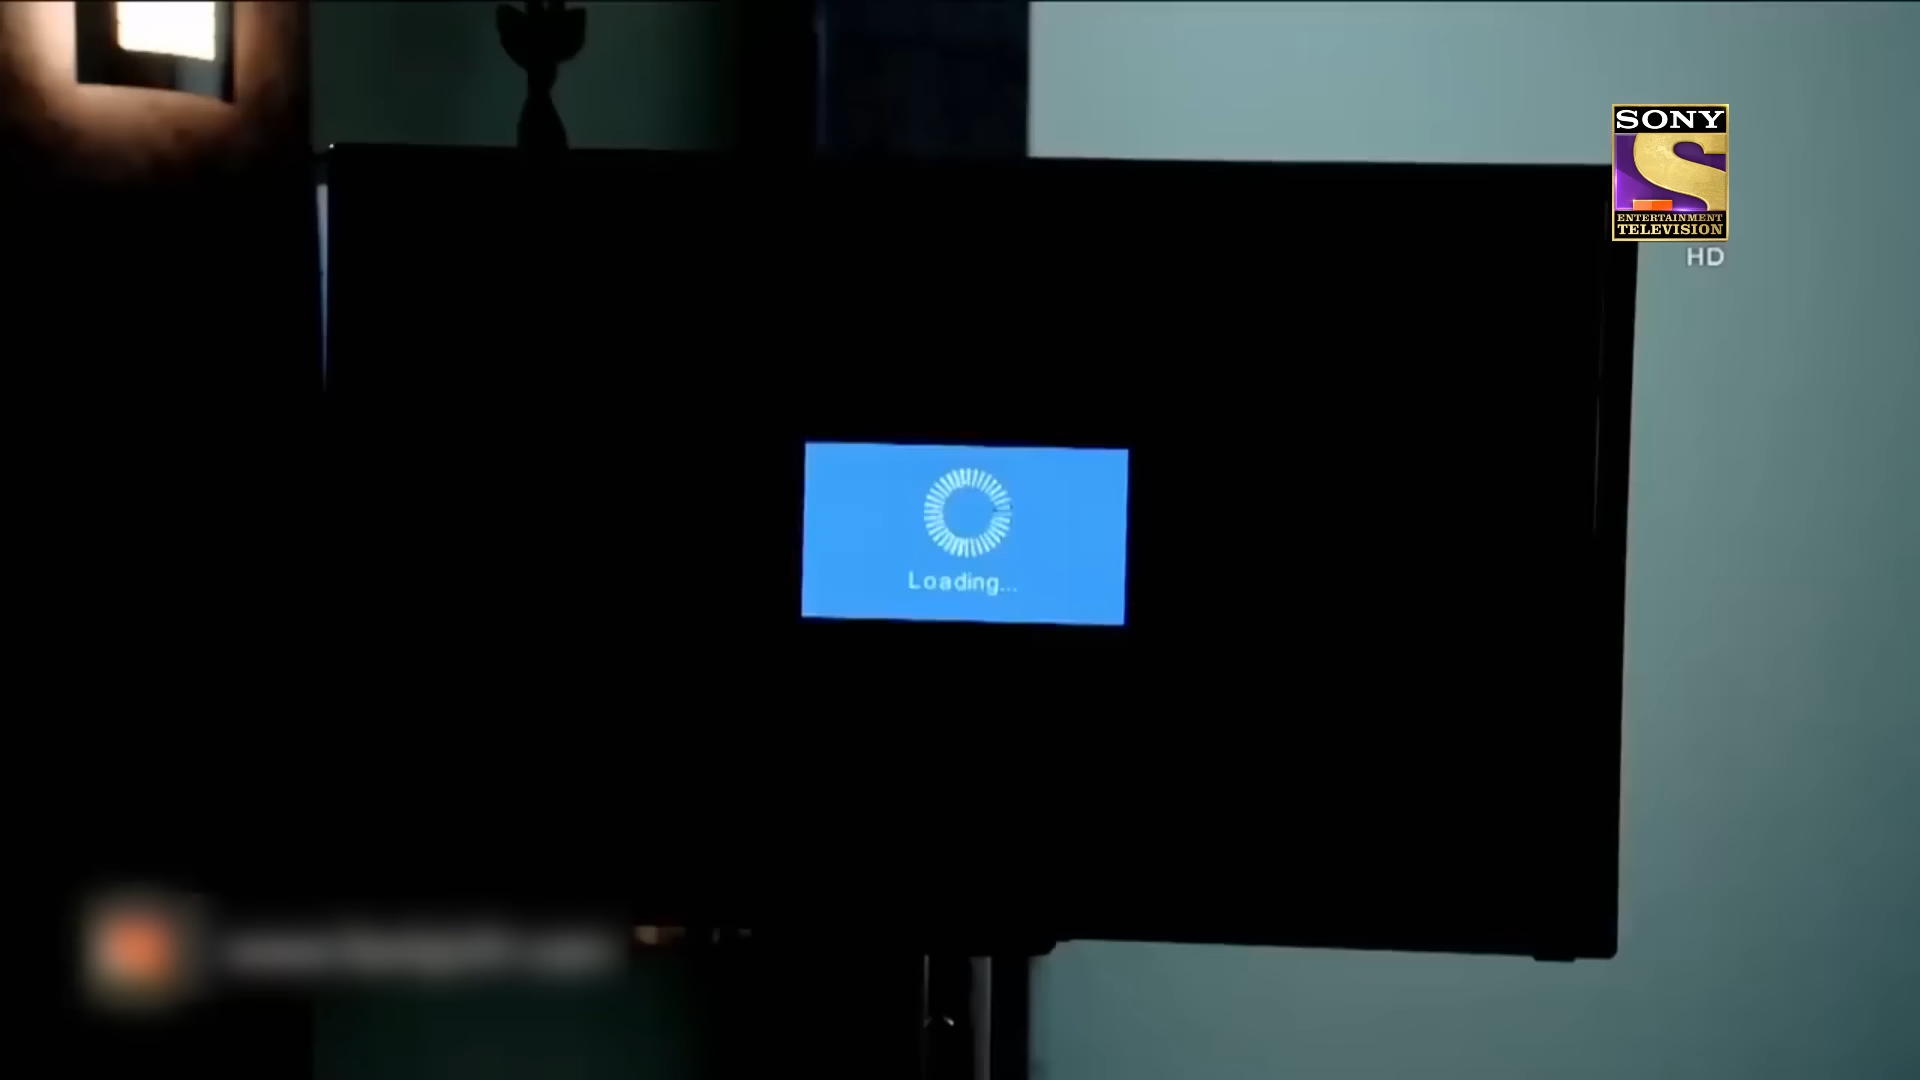 SONY
ENTERTAINMENT
TELEVISION
HD
Loading...